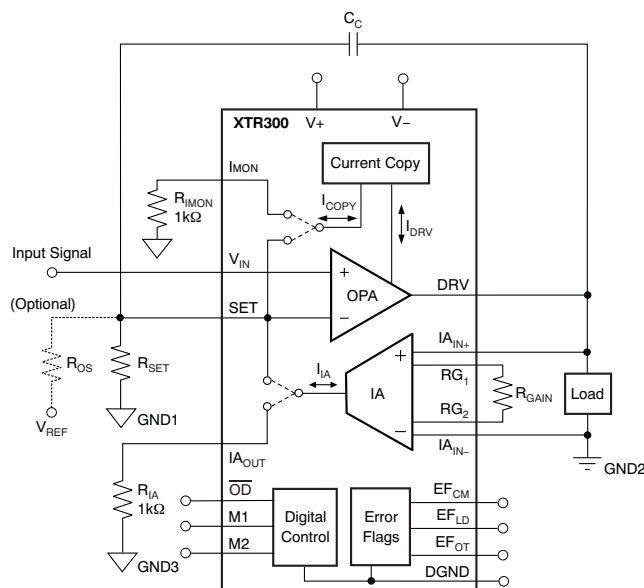 C_C
XTR300
V+
V−
Current Copy
I_MON
R_IMON
1kΩ
I_COPY
I_DRV
Input Signal
V_IN
+
OPA
DRV
(Optional)
SET
−
R_OS
R_SET
I_IA
+
IA
−
IA_IN+
RG_1
R_GAIN
RG_2
IA_IN−
Load
V_REF
GND1
GND2
IA_OUT
R_IA
1kΩ
GND3
O̅D̅
M1
M2
Digital
Control
Error
Flags
EF_CM
EF_LD
EF_OT
DGND